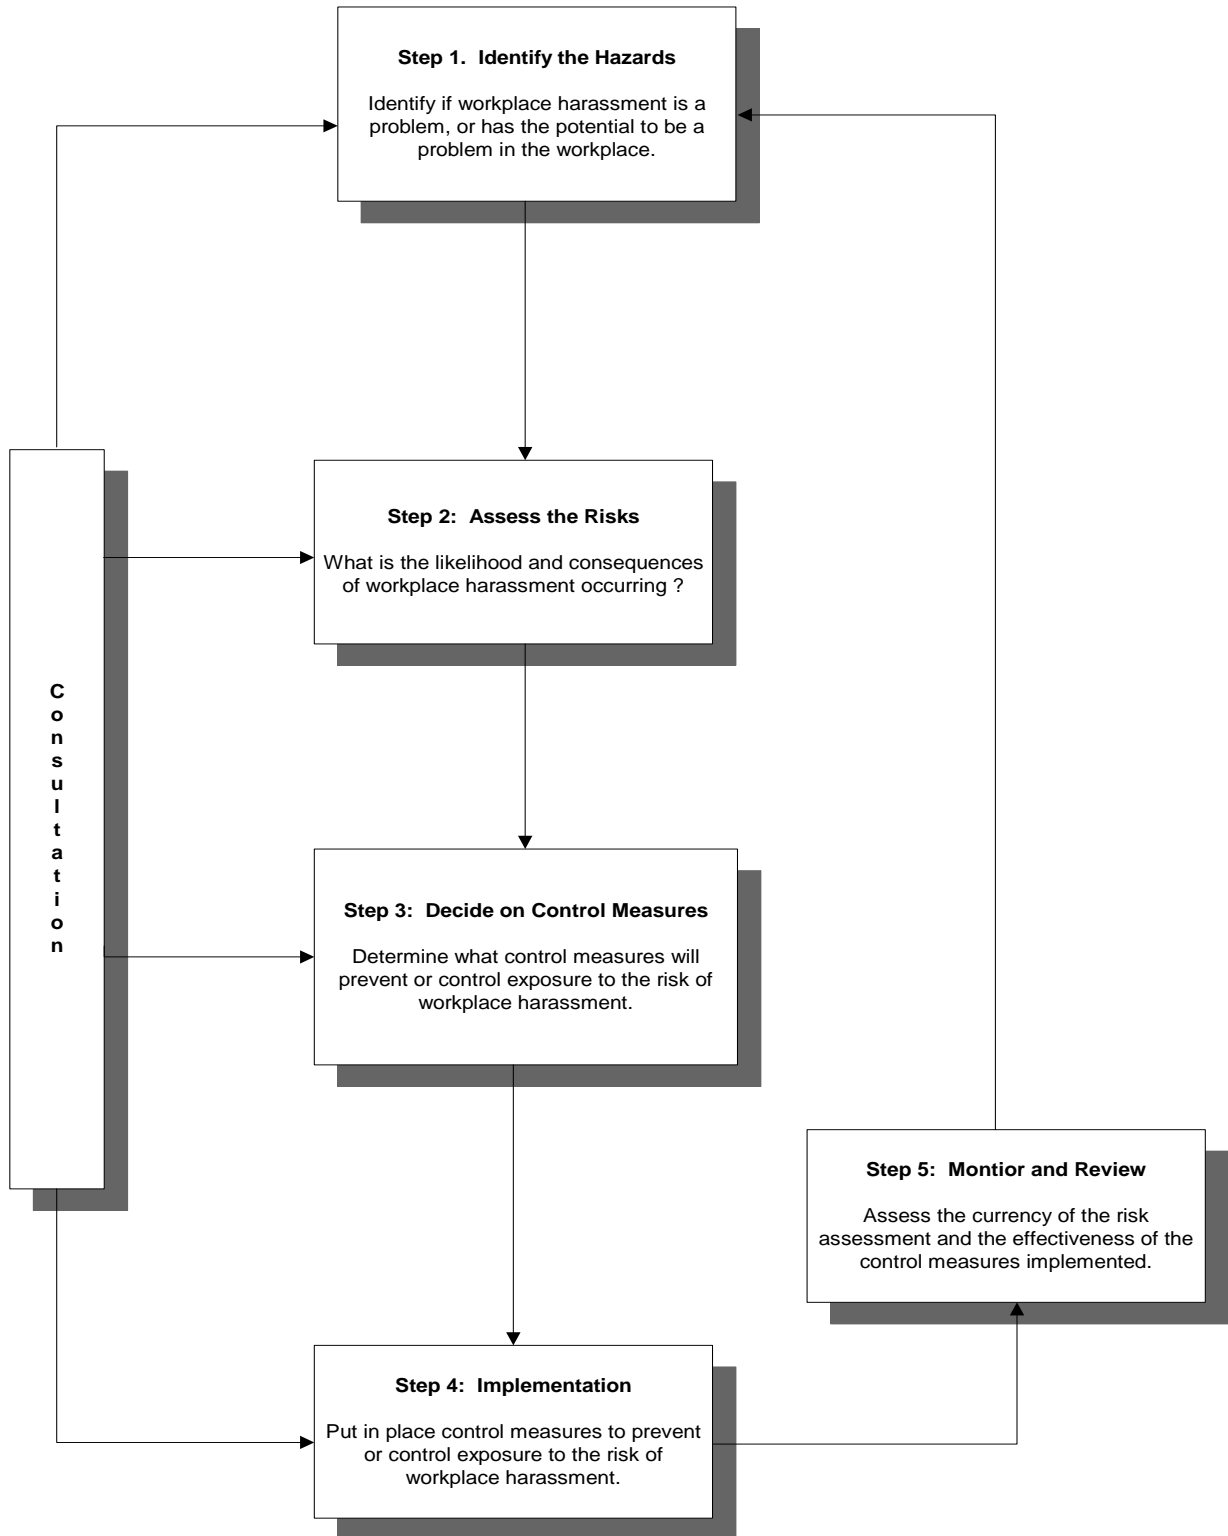 Step 1.  Identify the Hazards
Identify if workplace harassment is a
problem, or has the potential to be a
problem in the workplace.
Step 2:  Assess the Risks
What is the likelihood and consequences
of workplace harassment occurring ?
C
o
n
s
u
l
t
a
t
i
o
n
Step 3:  Decide on Control Measures
Determine what control measures will
prevent or control exposure to the risk of
workplace harassment.
Step 4:  Implementation
Put in place control measures to prevent
or control exposure to the risk of
workplace harassment.
Step 5:  Montior and Review
Assess the currency of the risk
assessment and the effectiveness of the
control measures implemented.